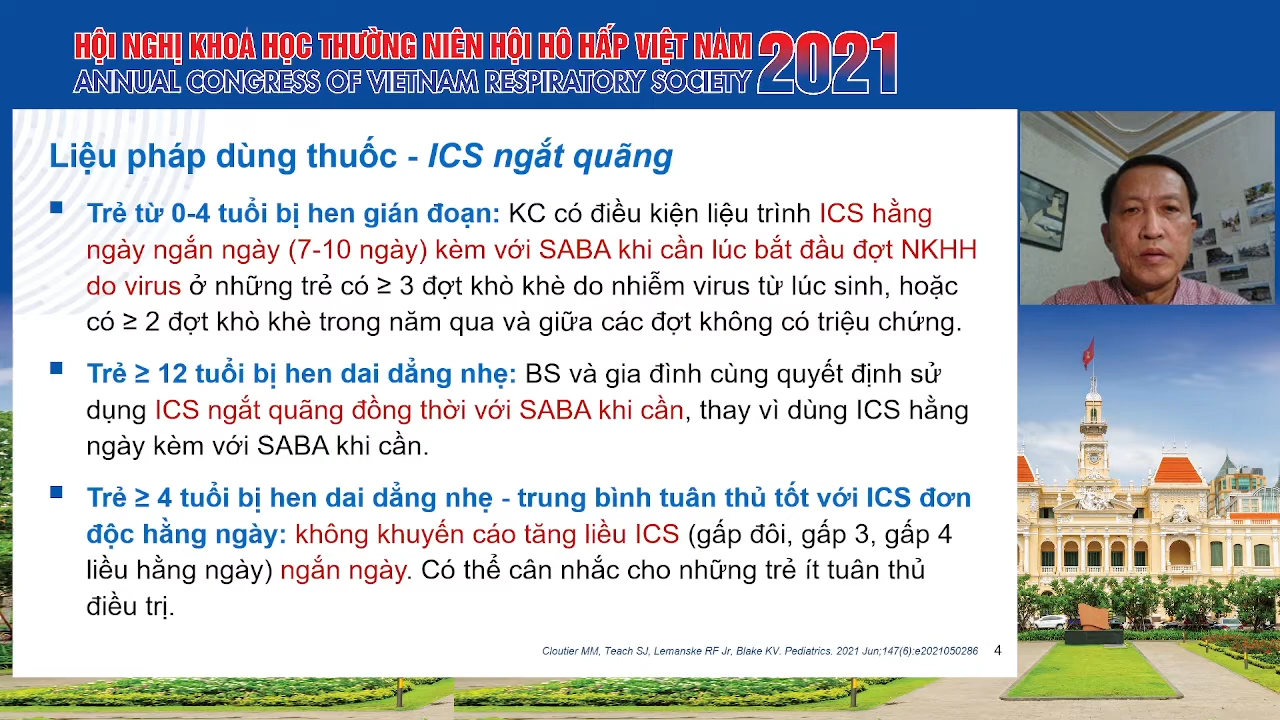 HỘI NGHỊ KHOA HỌC THƯỜNG NIÊN HỘI HÔ HẤP VIỆT NAM 2021
ANNUAL CONGRESS OF VIETNAM RESPIRATORY SOCIETY
Liệu pháp dùng thuốc - ICS ngắt quãng
▪ Trẻ từ 0-4 tuổi bị hen gián đoạn: KC có điều kiện liệu trình ICS hằng
ngày ngắn ngày (7-10 ngày) kèm với SABA khi cần lúc bắt đầu đợt NKHH
do virus ở những trẻ có ≥ 3 đợt khò khè do nhiễm virus từ lúc sinh, hoặc
có ≥ 2 đợt khò khè trong năm qua và giữa các đợt không có triệu chứng.
▪ Trẻ ≥ 12 tuổi bị hen dai dẳng nhẹ: BS và gia đình cùng quyết định sử
dụng ICS ngắt quãng đồng thời với SABA khi cần, thay vì dùng ICS hằng
ngày kèm với SABA khi cần.
▪ Trẻ ≥ 4 tuổi bị hen dai dẳng nhẹ - trung bình tuân thủ tốt với ICS đơn
độc hằng ngày: không khuyến cáo tăng liều ICS (gấp đôi, gấp 3, gấp 4
liều hằng ngày) ngắn ngày. Có thể cân nhắc cho những trẻ ít tuân thủ
điều trị.
Cloutier MM, Teach SJ, Lemanske RF Jr, Blake KV. Pediatrics. 2021 Jun;147(6):e2021050286 4